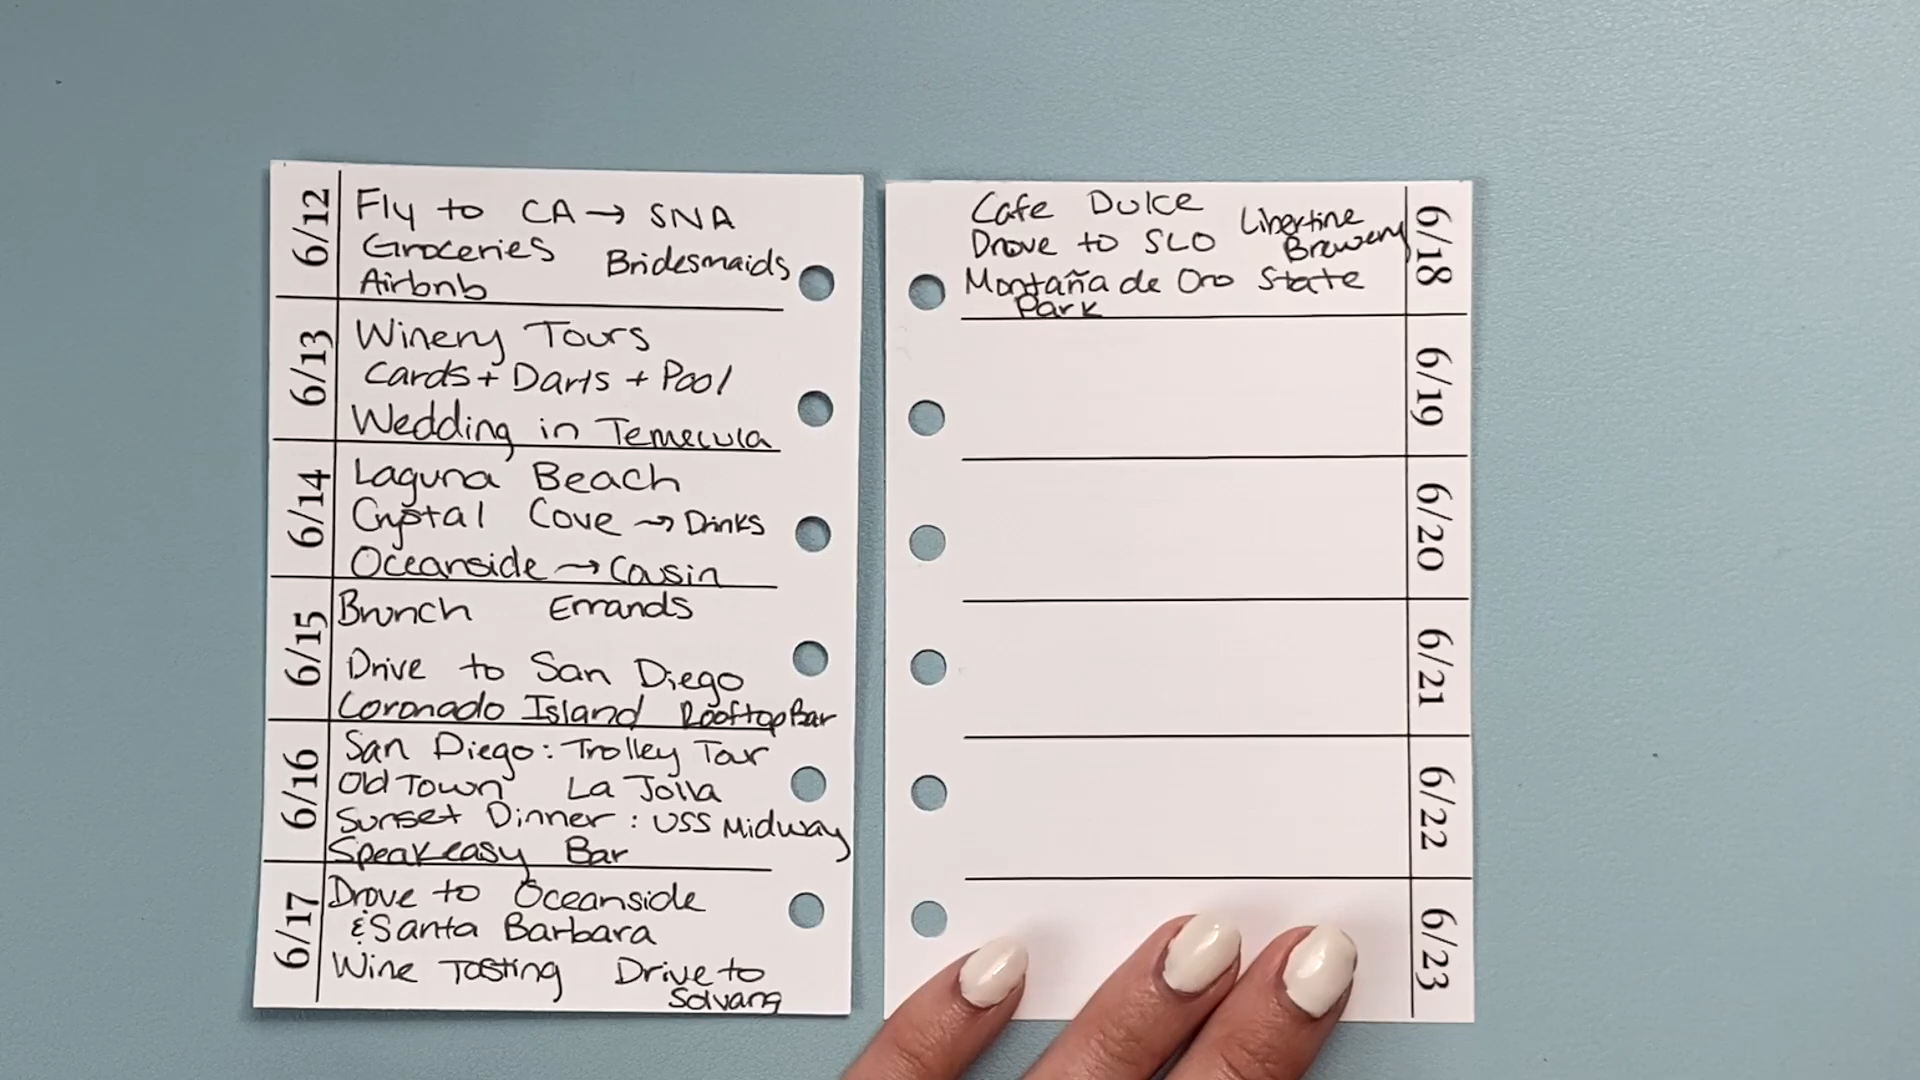 6/12
Fly to CA → SNA
Groceries Bridesmaids
Airbnb
6/13
Winery Tours
Cards + Darts + Pool
Wedding in Temecula
6/14
Laguna Beach
Cryptal Cove → Drinks
Oceanside → Cousin
6/15
Brunch Errands
Drive to San Diego
Coronado Island Rooftop Bar
6/16
San Diego: Trolley Tour
Old Town La Jolla
Sunset Dinner: USS Midway
Speakeasy Bar
6/17
Drove to Oceanside
& Santa Barbara
Wine Tasting Drive to
Solvang
6/18
Cafe Dulce
Drove to SLO Libertine
Brewery
Montaña de Oro State
Park
6/19
6/20
6/21
6/22
6/23